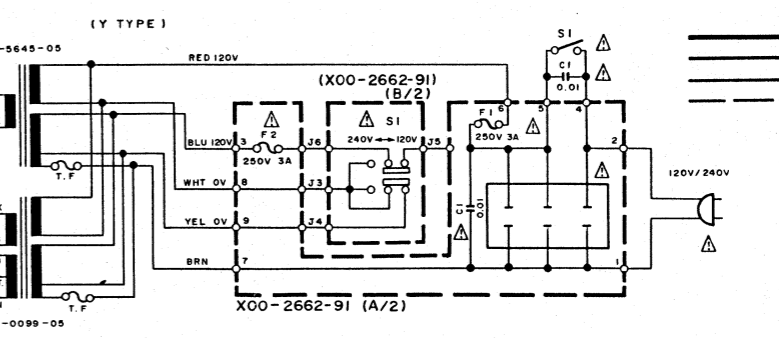 (Y TYPE)
-5645-05
RED 120V
S1
C1
0.01
(X00-2662-91)
(B/2)
6
5
4
F1
250V 3A
F2
250V 3A
S1
240V ↔ 120V
BLU 120V
3
J6
J5
2
T.F
120V/240V
WHT 0V
8
J3
C1
0.01
YEL 0V
9
J4
BRN
7
1
T.F
X00-2662-91 (A/2)
-0099-05